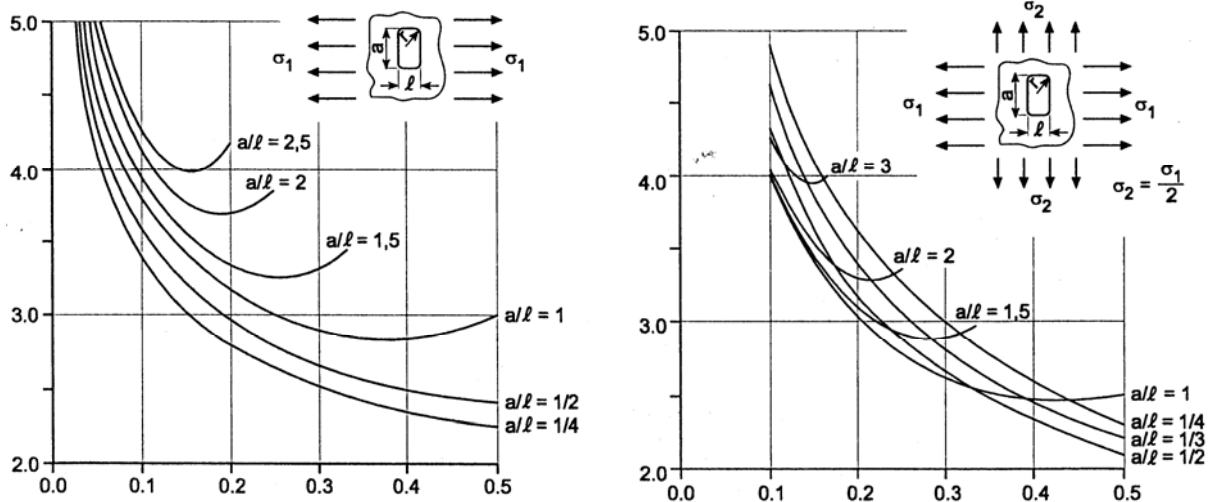 5.0
4.0
3.0
2.0
0.0 0.1 0.2 0.3 0.4 0.5
σ1 σ1
a
r
ℓ
a/ℓ = 2,5
a/ℓ = 2
a/ℓ = 1,5
a/ℓ = 1
a/ℓ = 1/2
a/ℓ = 1/4
5.0
4.0
3.0
2.0
0.0 0.1 0.2 0.3 0.4 0.5
σ2
σ1 σ1
a
r
ℓ
σ2
σ2 = σ1/2
a/ℓ = 3
a/ℓ = 2
a/ℓ = 1,5
a/ℓ = 1
a/ℓ = 1/4
a/ℓ = 1/3
a/ℓ = 1/2